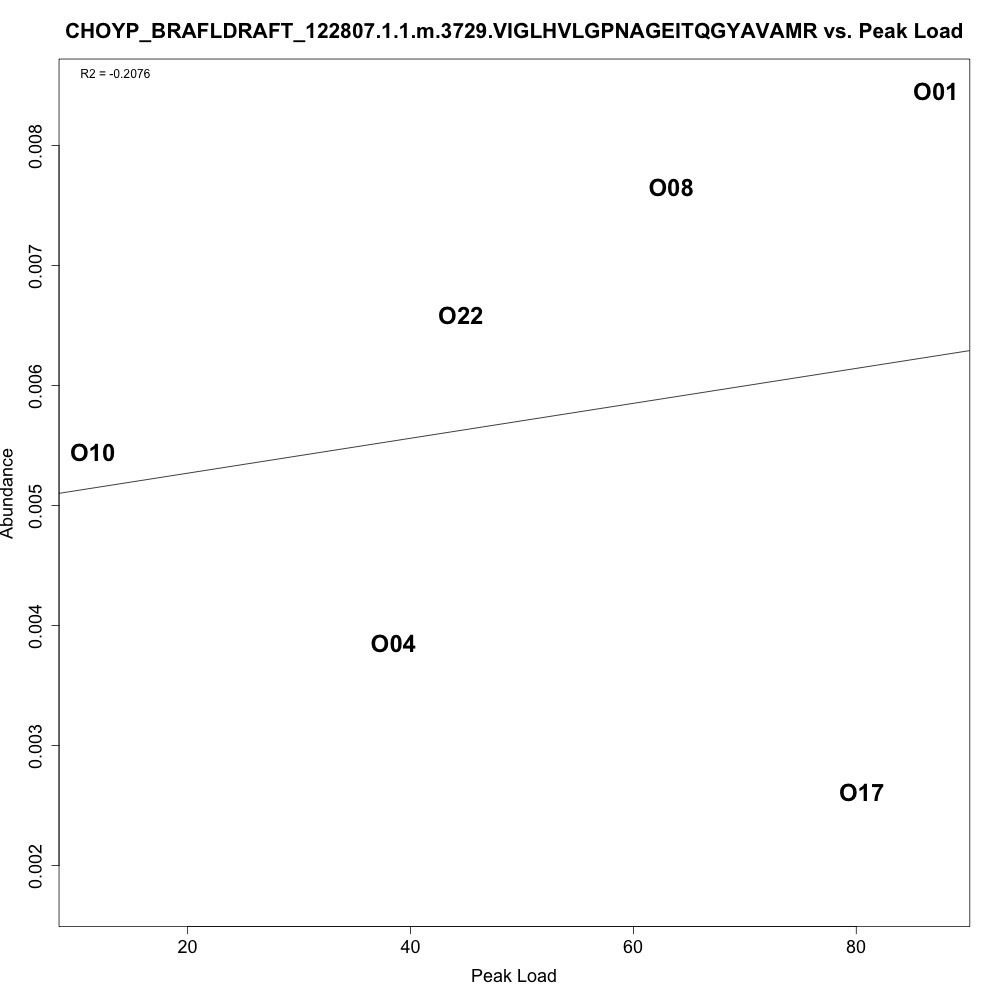 CHOYP_BRAFLDRAFT_122807.1.1.m.3729.VIGLHVLGPNAGEITQGYAVAMR vs. Peak Load
R2 = -0.2076
O01
0.008
O08
0.007
O22
0.006
O10
Abundance
0.005
0.004
O04
0.003
O17
0.002
20 40 60 80
Peak Load